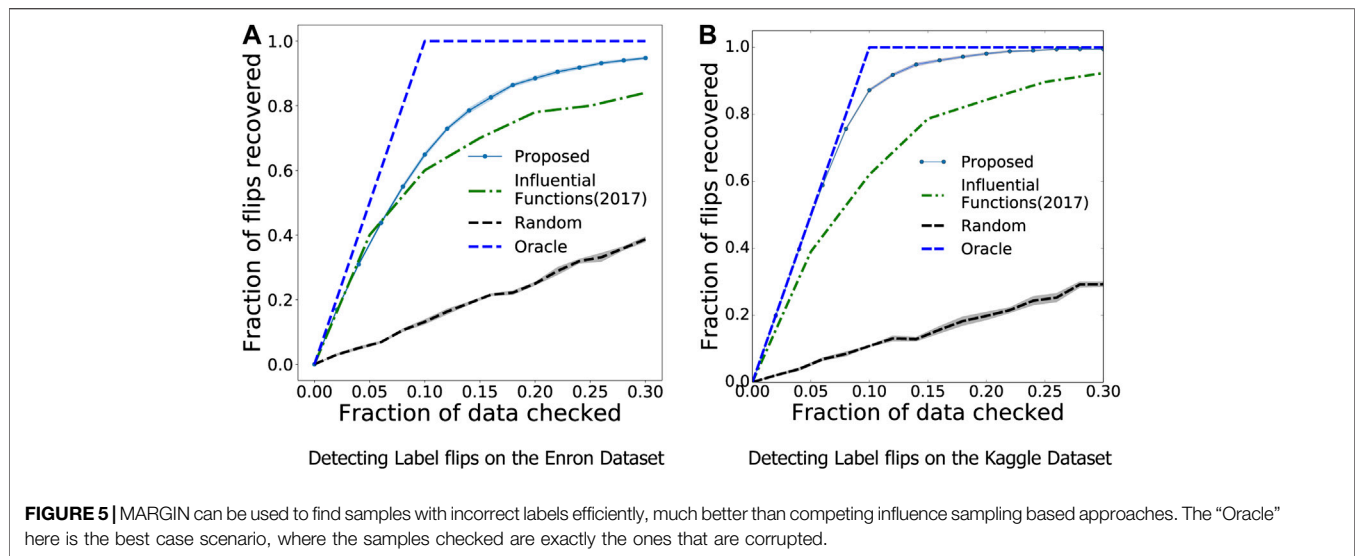 A
Fraction of flips recovered
1.0
0.8
0.6
0.4
0.2
0.0
Proposed
Influential
Functions(2017)
Random
Oracle
0.00 0.05 0.10 0.15 0.20 0.25 0.30
Fraction of data checked
Detecting Label flips on the Enron Dataset
B
Fraction of flips recovered
1.0
0.8
0.6
0.4
0.2
0.0
Proposed
Influential
Functions(2017)
Random
Oracle
0.00 0.05 0.10 0.15 0.20 0.25 0.30
Fraction of data checked
Detecting Label flips on the Kaggle Dataset
FIGURE 5 | MARGIN can be used to find samples with incorrect labels efficiently, much better than competing influence sampling based approaches. The “Oracle”
here is the best case scenario, where the samples checked are exactly the ones that are corrupted.